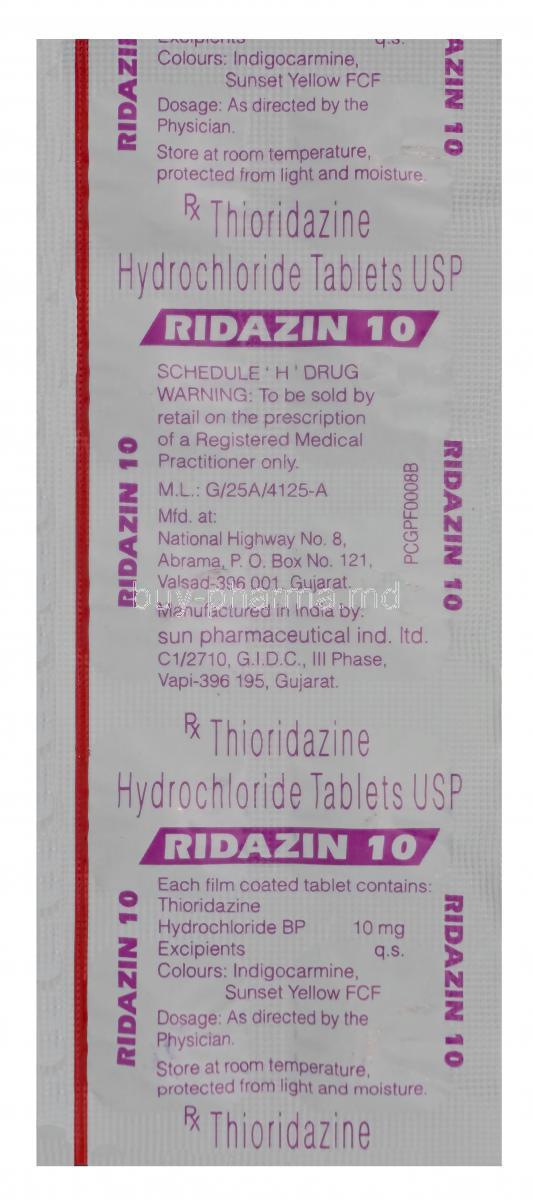 Excipients q.s.
Colours: Indigocarmine,
Sunset Yellow FCF
Dosage: As directed by the
Physician.
Store at room temperature,
protected from light and moisture.
Rx Thioridazine
Hydrochloride Tablets USP
RIDAZIN 10
SCHEDULE 'H' DRUG
WARNING: To be sold by
retail on the prescription
of a Registered Medical
Practitioner only.
M.L.: G/25A/4125-A
Mfd. at:
National Highway No. 8,
Abrama, P. O. Box No. 121,
Valsad-396 001, Gujarat.
Manufactured in India by:
sun pharmaceutical ind. ltd.
C1/2710, G.I.D.C., III Phase,
Vapi-396 195, Gujarat.
PCGPF0008B
Rx Thioridazine
Hydrochloride Tablets USP
RIDAZIN 10
Each film coated tablet contains:
Thioridazine
Hydrochloride BP 10 mg
Excipients q.s.
Colours: Indigocarmine,
Sunset Yellow FCF
Dosage: As directed by the
Physician.
Store at room temperature,
protected from light and moisture.
Rx Thioridazine
RIDAZI
AZIN 10
RIDAZIN 10
RIDAZIN 10
RIDAZIN 10
RIDAZIN 10
buy-pharma.md